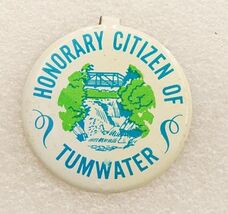 HONORARY CITIZEN OF
TUMWATER